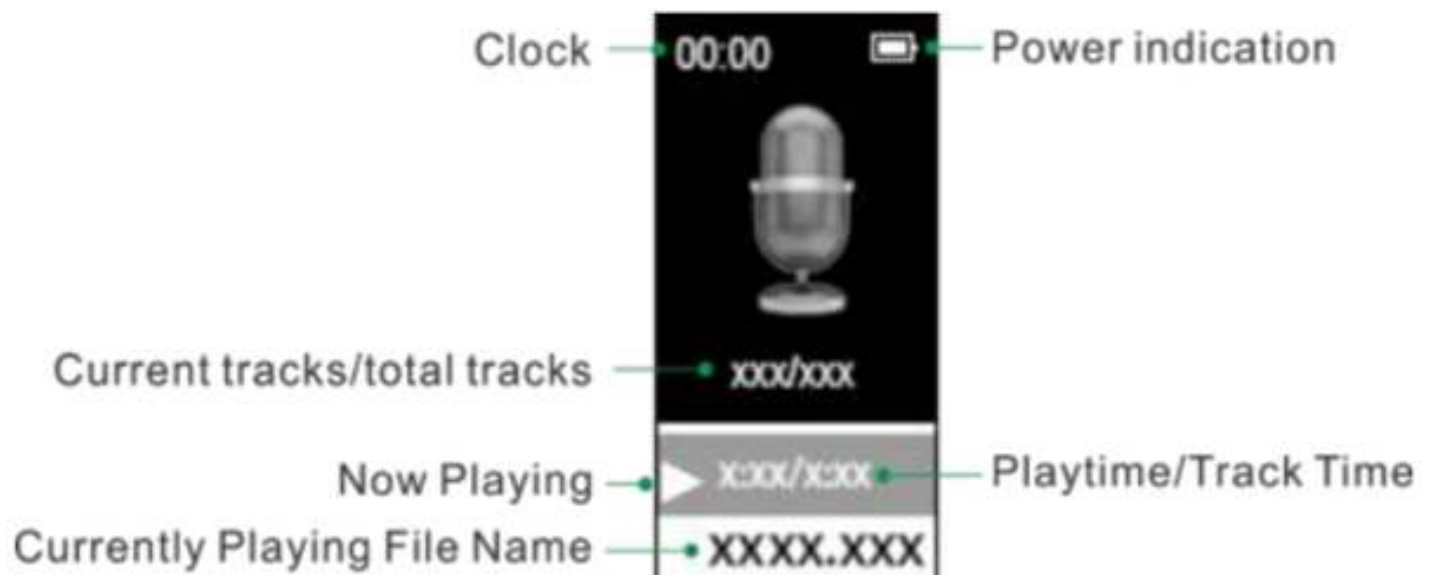 Clock 00:00 Power indication
Current tracks/total tracks xxx/xxx
Now Playing x:xx/x:xx Playtime/Track Time
Currently Playing File Name XXXX.XXX